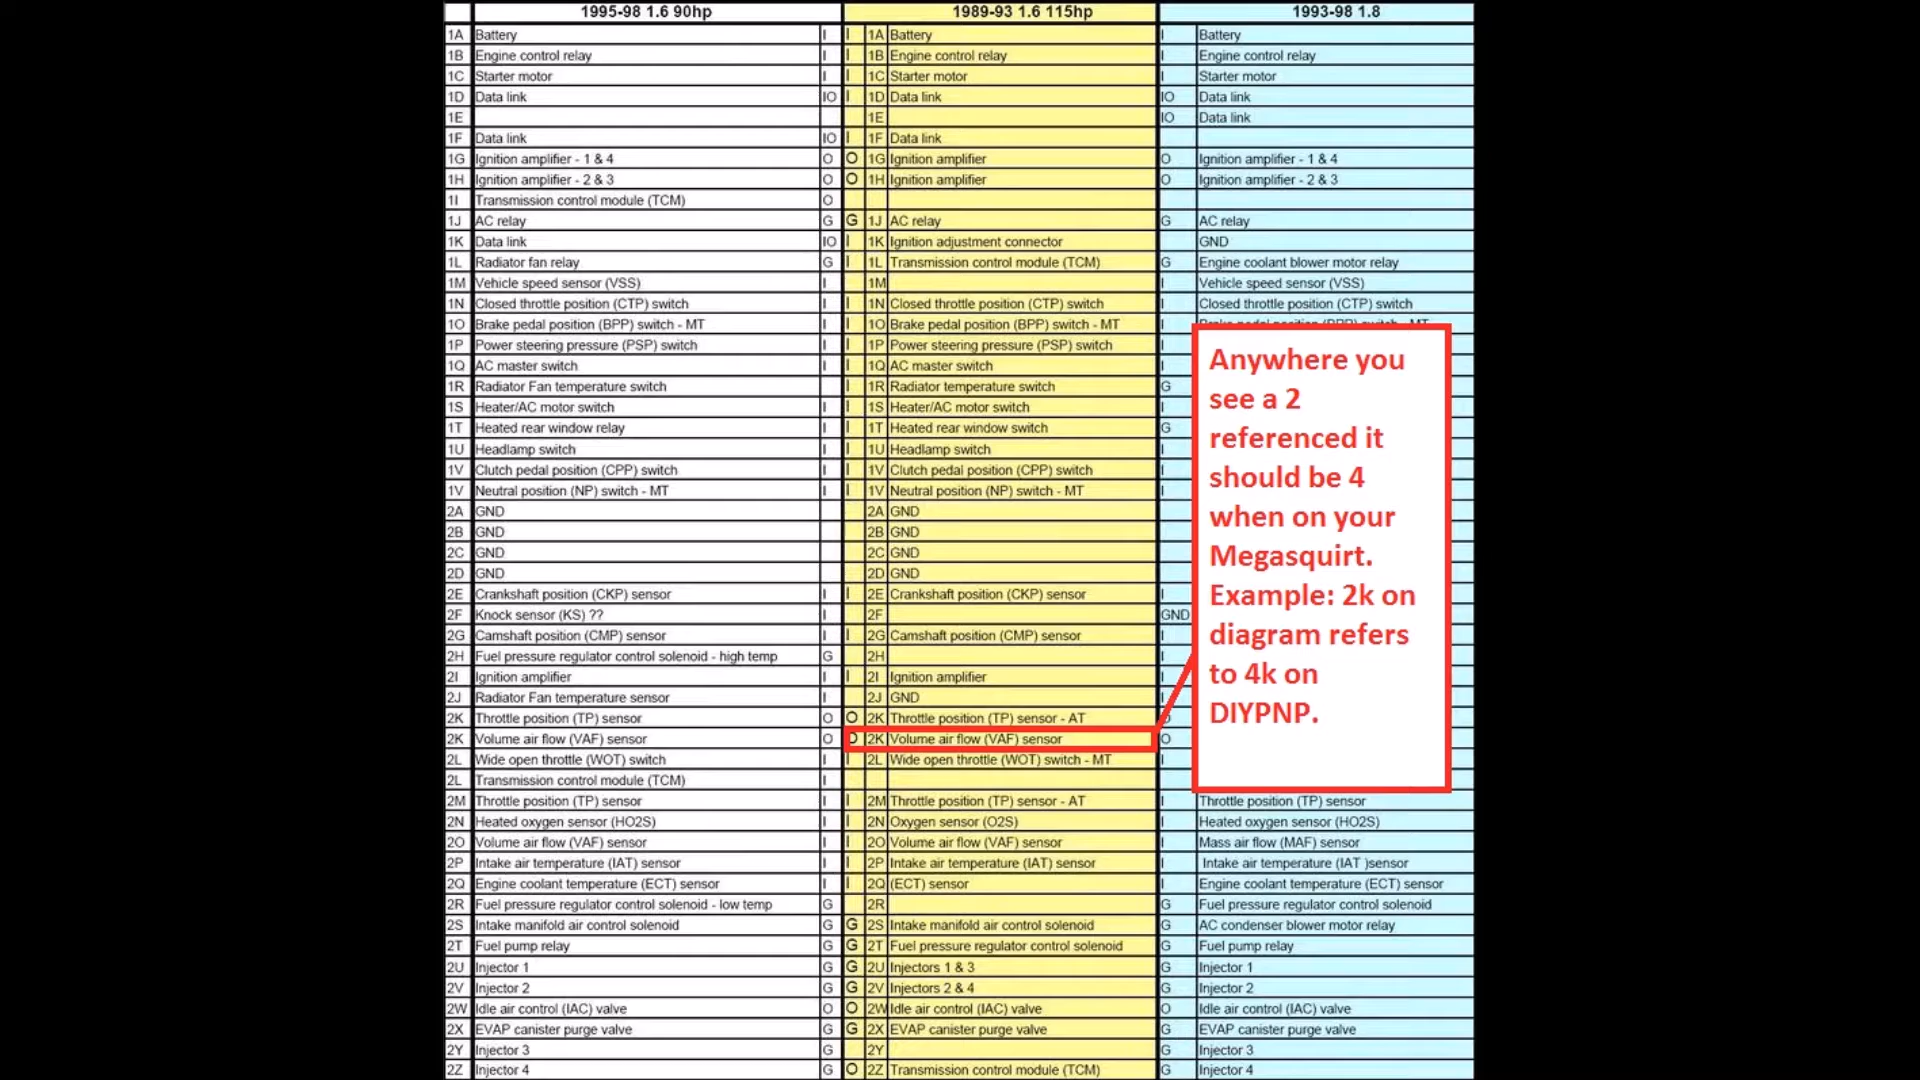 1995-98 1.6 90hp 1989-93 1.6 115hp 1993-98 1.8
1A Battery I I 1A Battery I Battery
1B Engine control relay I I 1B Engine control relay I Engine control relay
1C Starter motor I I 1C Starter motor I Starter motor
1D Data link IO I 1D Data link IO Data link
1E 1E IO Data link
1F Data link IO I 1F Data link
1G Ignition amplifier - 1 & 4 O O 1G Ignition amplifier O Ignition amplifier - 1 & 4
1H Ignition amplifier - 2 & 3 O O 1H Ignition amplifier O Ignition amplifier - 2 & 3
1I Transmission control module (TCM) O
1J AC relay G G 1J AC relay G AC relay
1K Data link IO I 1K Ignition adjustment connector GND
1L Radiator fan relay G I 1L Transmission control module (TCM) G Engine coolant blower motor relay
1M Vehicle speed sensor (VSS) I 1M I Vehicle speed sensor (VSS)
1N Closed throttle position (CTP) switch I I 1N Closed throttle position (CTP) switch I Closed throttle position (CTP) switch
1O Brake pedal position (BPP) switch - MT I I 1O Brake pedal position (BPP) switch - MT I Brake pedal position (BPP) switch - MT
1P Power steering pressure (PSP) switch I I 1P Power steering pressure (PSP) switch I
1Q AC master switch I I 1Q AC master switch I
1R Radiator Fan temperature switch I 1R Radiator temperature switch G
1S Heater/AC motor switch I I 1S Heater/AC motor switch I
1T Heated rear window relay I I 1T Heated rear window switch G
1U Headlamp switch I I 1U Headlamp switch I
1V Clutch pedal position (CPP) switch I I 1V Clutch pedal position (CPP) switch I
1V Neutral position (NP) switch - MT I I 1V Neutral position (NP) switch - MT I
2A GND 2A GND
2B GND 2B GND
2C GND 2C GND
2D GND 2D GND
2E Crankshaft position (CKP) sensor I I 2E Crankshaft position (CKP) sensor I
2F Knock sensor (KS) ?? I 2F GND
2G Camshaft position (CMP) sensor I I 2G Camshaft position (CMP) sensor I
2H Fuel pressure regulator control solenoid - high temp G 2H I
2I Ignition amplifier I I 2I Ignition amplifier I
2J Radiator Fan temperature sensor I 2J GND I
2K Throttle position (TP) sensor O O 2K Throttle position (TP) sensor - AT
2K Volume air flow (VAF) sensor O O 2K Volume air flow (VAF) sensor O
2L Wide open throttle (WOT) switch I I 2L Wide open throttle (WOT) switch - MT I
2L Transmission control module (TCM) I I
2M Throttle position (TP) sensor I I 2M Throttle position (TP) sensor - AT I Throttle position (TP) sensor
2N Heated oxygen sensor (HO2S) I I 2N Oxygen sensor (O2S) I Heated oxygen sensor (HO2S)
2O Volume air flow (VAF) sensor I I 2O Volume air flow (VAF) sensor I Mass air flow (MAF) sensor
2P Intake air temperature (IAT) sensor I I 2P Intake air temperature (IAT) sensor I Intake air temperature (IAT )sensor
2Q Engine coolant temperature (ECT) sensor I I 2Q (ECT) sensor I Engine coolant temperature (ECT) sensor
2R Fuel pressure regulator control solenoid - low temp G 2R G Fuel pressure regulator control solenoid
2S Intake manifold air control solenoid G G 2S Intake manifold air control solenoid G AC condenser blower motor relay
2T Fuel pump relay G G 2T Fuel pressure regulator control solenoid G Fuel pump relay
2U Injector 1 G G 2U Injectors 1 & 3 G Injector 1
2V Injector 2 G G 2V Injectors 2 & 4 G Injector 2
2W Idle air control (IAC) valve O O 2W Idle air control (IAC) valve O Idle air control (IAC) valve
2X EVAP canister purge valve G G 2X EVAP canister purge valve G EVAP canister purge valve
2Y Injector 3 G 2Y G Injector 3
2Z Injector 4 G O 2Z Transmission control module (TCM) G Injector 4
Anywhere you
see a 2
referenced it
should be 4
when on your
Megasquirt.
Example: 2k on
diagram refers
to 4k on
DIYPNP.